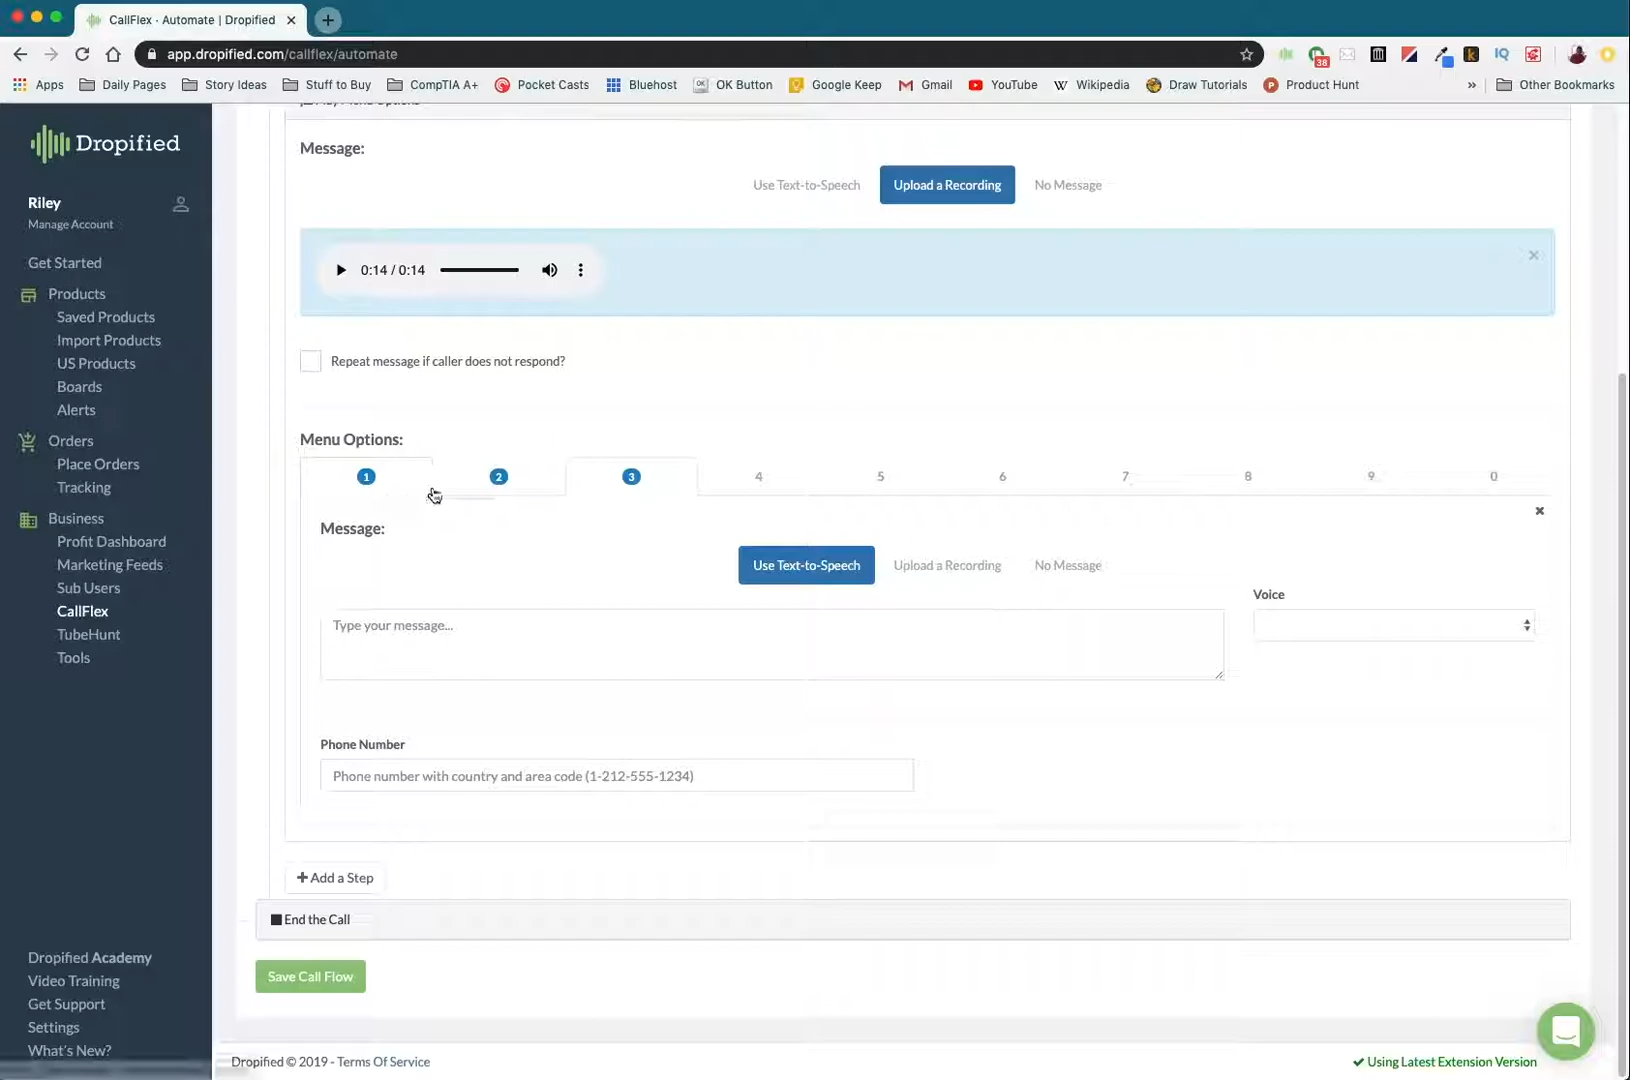 CallFlex · Automate | Dropified
app.dropified.com/callflex/automate
38
IQ
Apps
Daily Pages
Story Ideas
Stuff to Buy
CompTIA A+
Pocket Casts
Bluehost
OK Button
Google Keep
Gmail
YouTube
Wikipedia
Draw Tutorials
Product Hunt
»
Other Bookmarks
Dropified
Riley
Manage Account
Get Started
Products
Saved Products
Import Products
US Products
Boards
Alerts
Orders
Place Orders
Tracking
Business
Profit Dashboard
Marketing Feeds
Sub Users
CallFlex
TubeHunt
Tools
Dropified Academy
Video Training
Get Support
Settings
What's New?
Message:
Use Text-to-Speech
Upload a Recording
No Message
0:14 / 0:14
Repeat message if caller does not respond?
Menu Options:
1 2 3 4 5 6 7 8 9 0
Message:
Use Text-to-Speech
Upload a Recording
No Message
Voice
Type your message...
Phone Number
Phone number with country and area code (1-212-555-1234)
+ Add a Step
End the Call
Save Call Flow
Dropified © 2019 - Terms Of Service
Using Latest Extension Version